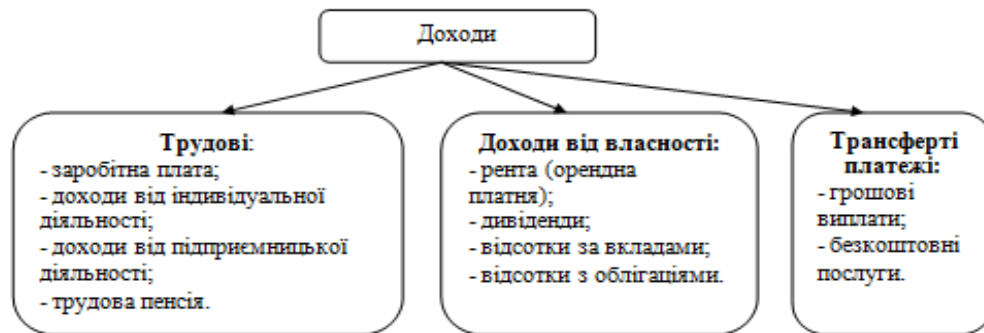 Доходи
Трудові:
- заробітна плата;
- доходи від індивідуальної
діяльності;
- доходи від підприємницької
діяльності;
- трудова пенсія.
Доходи від власності:
- рента (орендна
платня);
- дивіденди;
- відсотки за вкладами;
- відсотки з облігаціями.
Трансферті
платежі:
- грошові
виплати;
- безкоштовні
послуги.